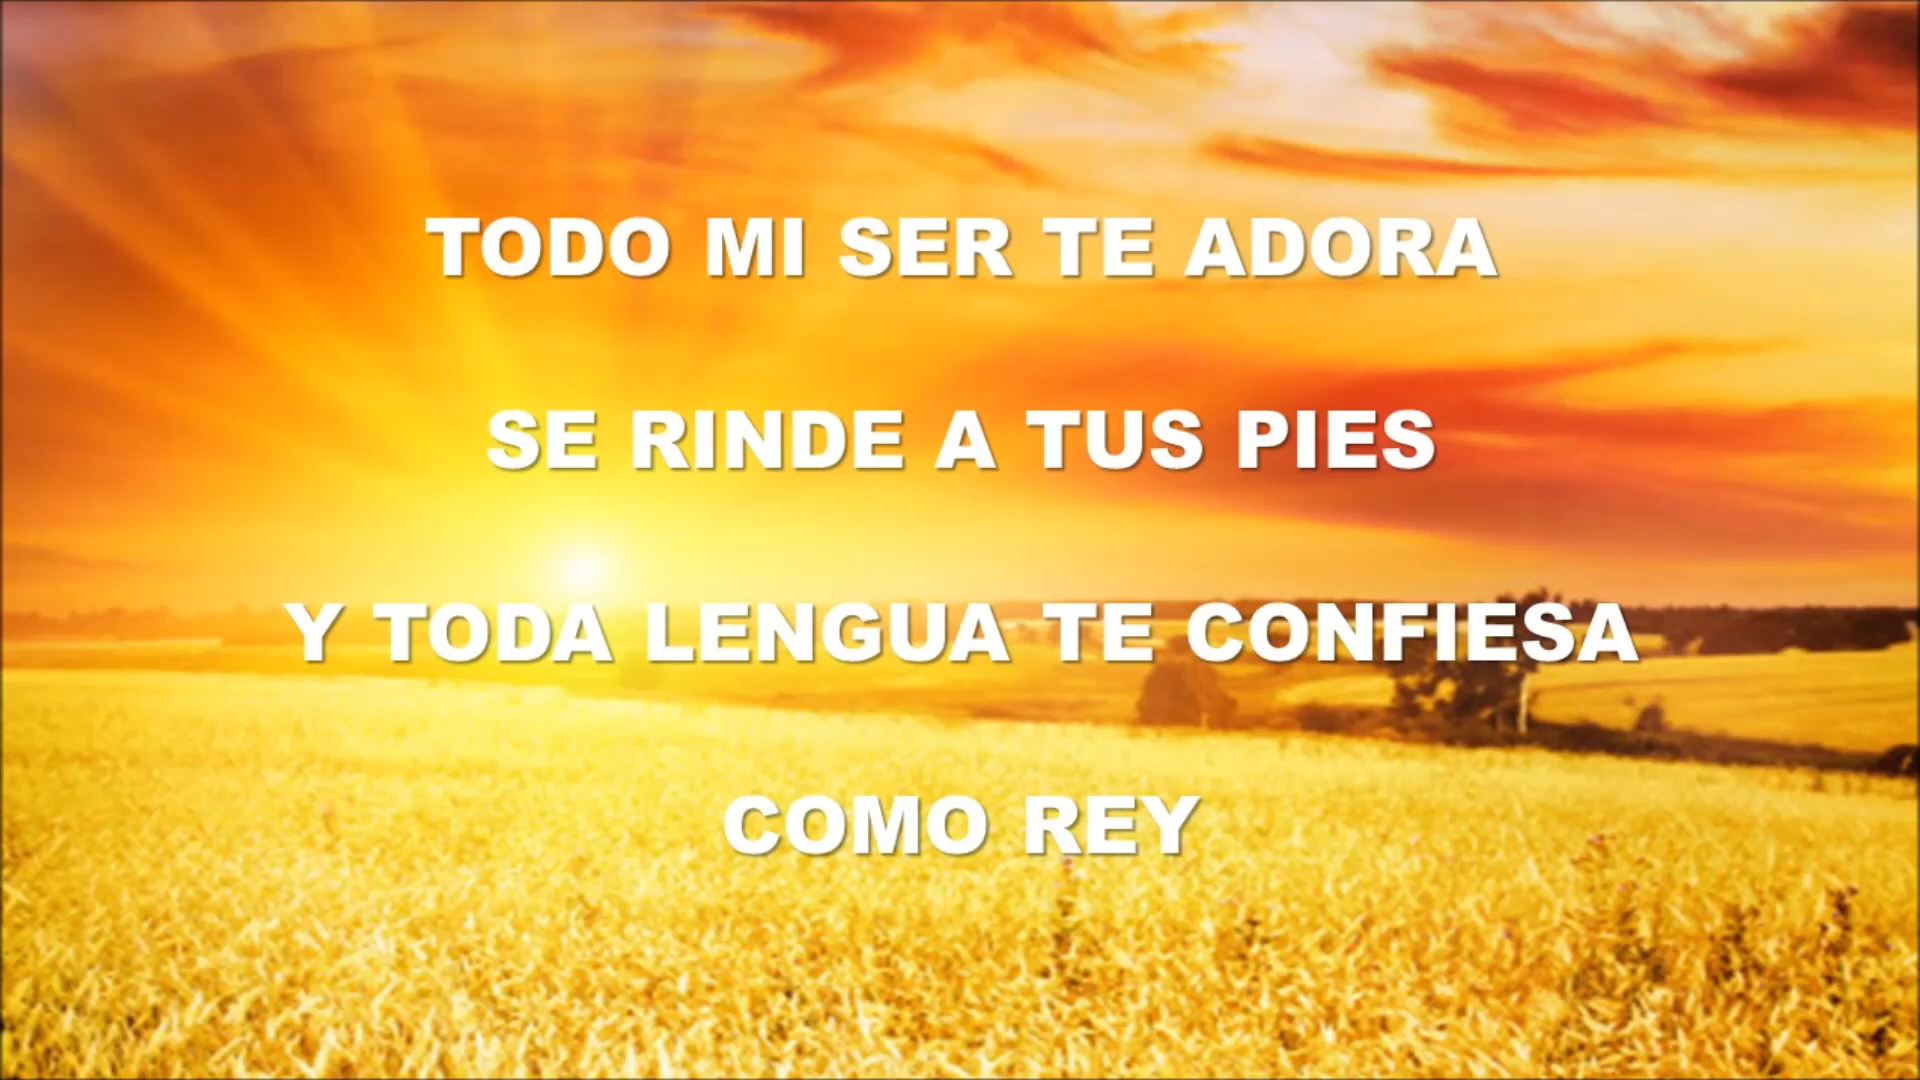 TODO MI SER TE ADORA
SE RINDE A TUS PIES
Y TODA LENGUA TE CONFIESA
COMO REY